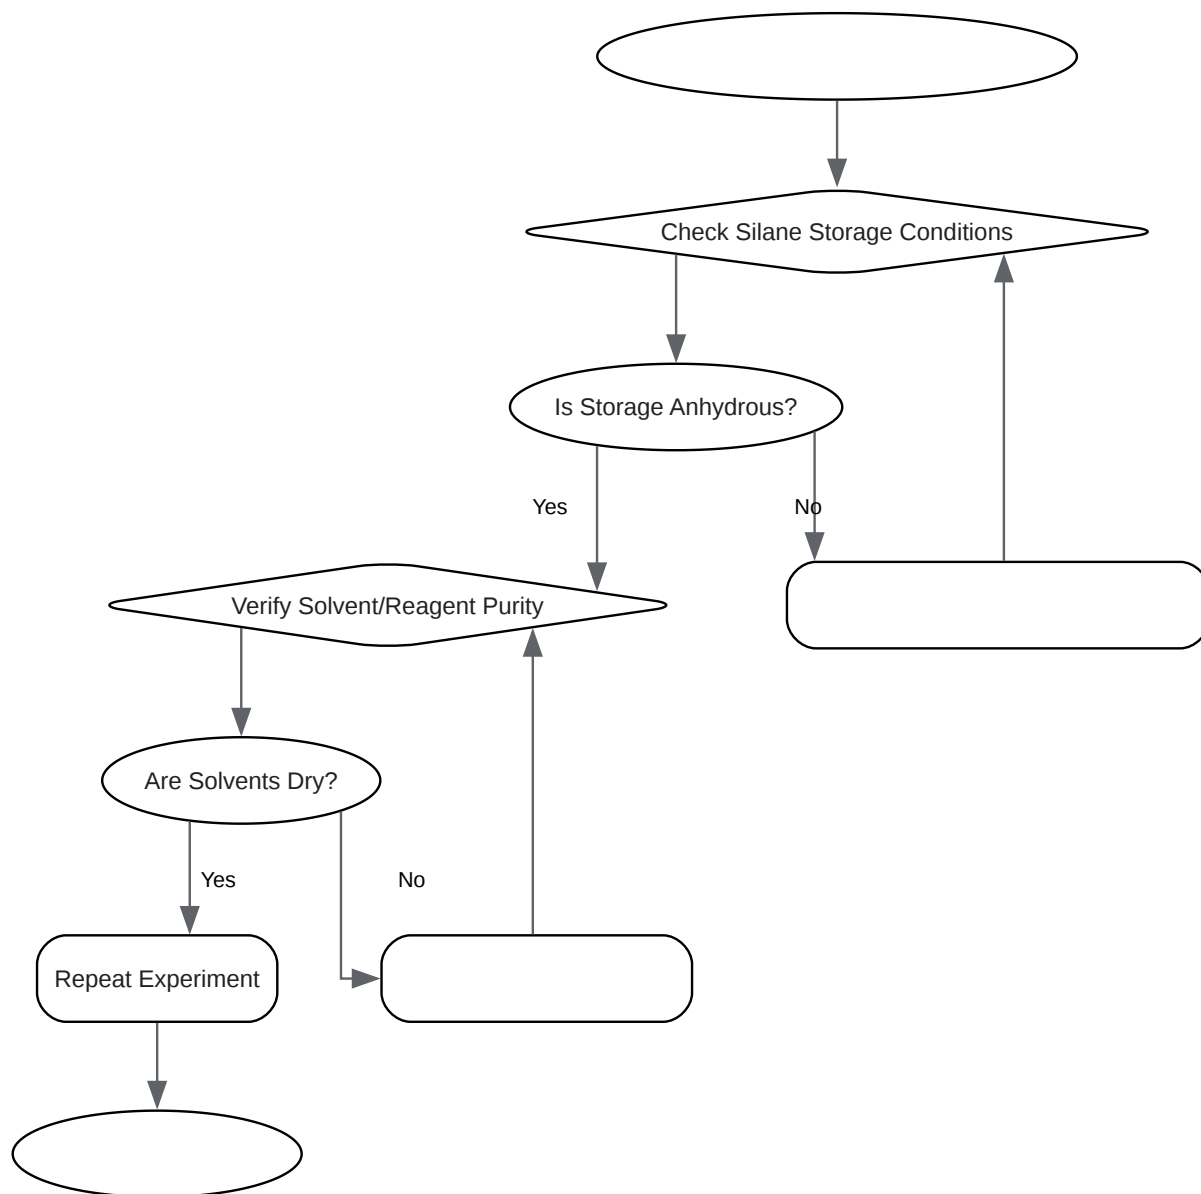 Check Silane Storage Conditions
Is Storage Anhydrous?
Yes
No
Verify Solvent/Reagent Purity
Are Solvents Dry?
Yes
No
Repeat Experiment